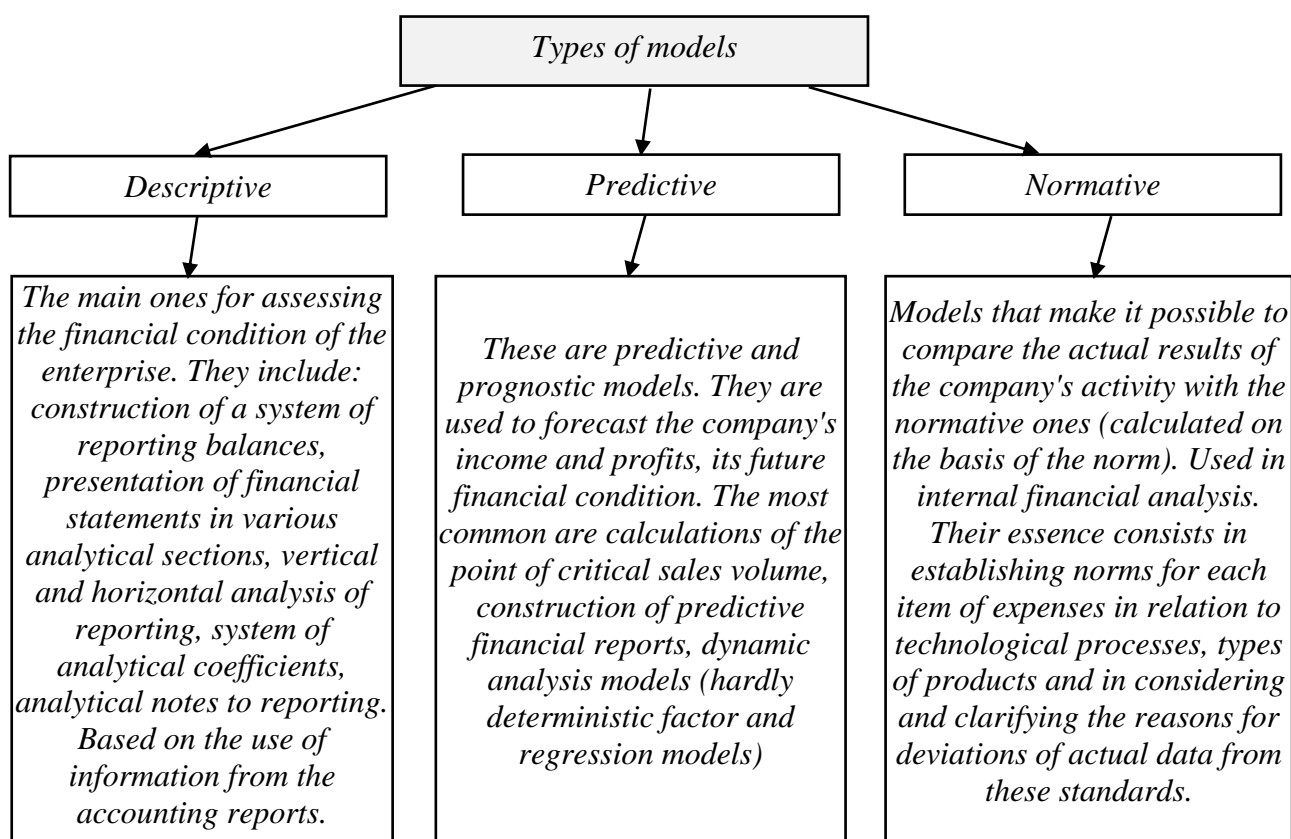 Types of models
Descriptive
Predictive
Normative
The main ones for assessing
the financial condition of the
enterprise. They include:
construction of a system of
reporting balances,
presentation of financial
statements in various
analytical sections, vertical
and horizontal analysis of
reporting, system of
analytical coefficients,
analytical notes to reporting.
Based on the use of
information from the
accounting reports.
These are predictive and
prognostic models. They are
used to forecast the company's
income and profits, its future
financial condition. The most
common are calculations of the
point of critical sales volume,
construction of predictive
financial reports, dynamic
analysis models (hardly
deterministic factor and
regression models)
Models that make it possible to
compare the actual results of
the company's activity with the
normative ones (calculated on
the basis of the norm). Used in
internal financial analysis.
Their essence consists in
establishing norms for each
item of expenses in relation to
technological processes, types
of products and in considering
and clarifying the reasons for
deviations of actual data from
these standards.